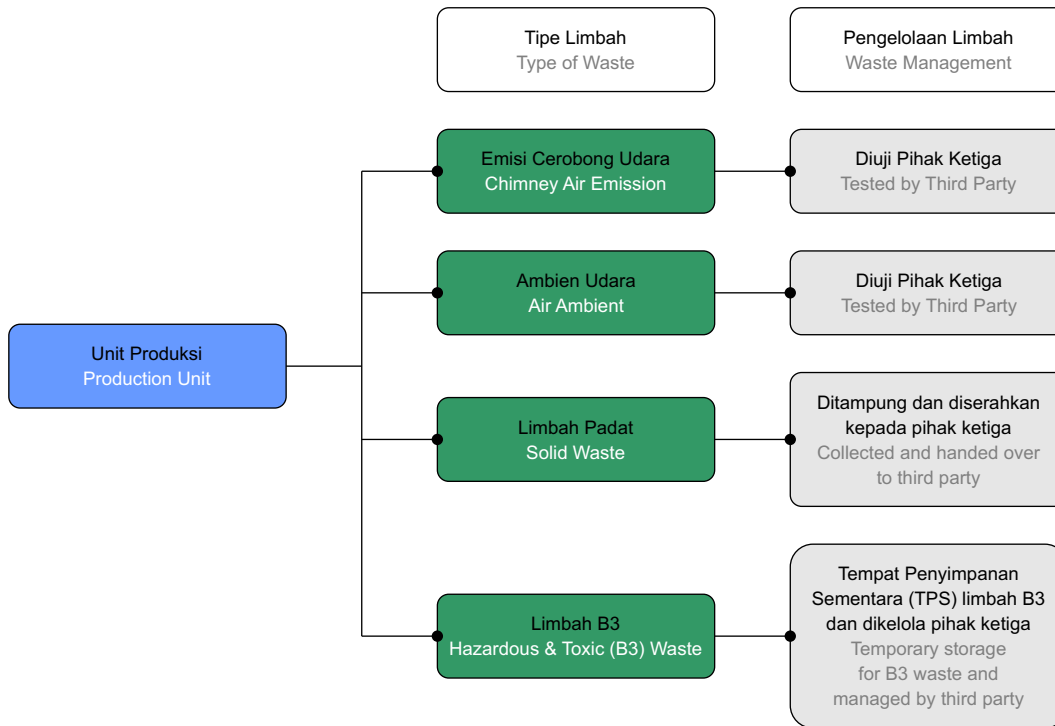 Tipe Limbah
Type of Waste
Pengelolaan Limbah
Waste Management
Unit Produksi
Production Unit
Emisi Cerobong Udara
Chimney Air Emission
Diuji Pihak Ketiga
Tested by Third Party
Ambien Udara
Air Ambient
Diuji Pihak Ketiga
Tested by Third Party
Limbah Padat
Solid Waste
Ditampung dan diserahkan
kepada pihak ketiga
Collected and handed over
to third party
Limbah B3
Hazardous & Toxic (B3) Waste
Tempat Penyimpanan
Sementara (TPS) limbah B3
dan dikelola pihak ketiga
Temporary storage
for B3 waste and
managed by third party